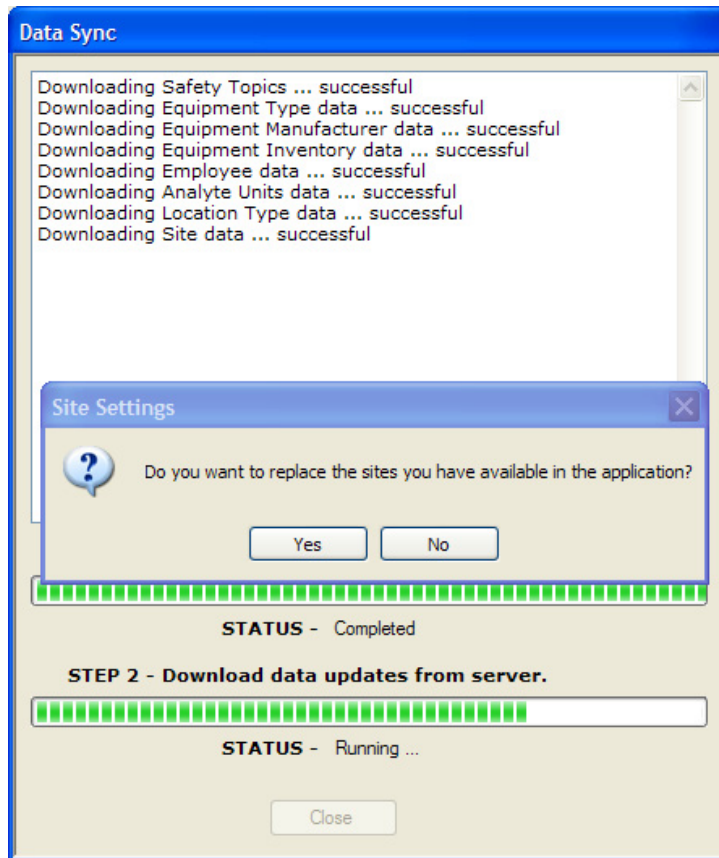 Data Sync
Downloading Safety Topics ... successful
Downloading Equipment Type data ... successful
Downloading Equipment Manufacturer data ... successful
Downloading Equipment Inventory data ... successful
Downloading Employee data ... successful
Downloading Analyte Units data ... successful
Downloading Location Type data ... successful
Downloading Site data ... successful
Site Settings
Do you want to replace the sites you have available in the application?
Yes No
STATUS - Completed
STEP 2 - Download data updates from server.
STATUS - Running ...
Close